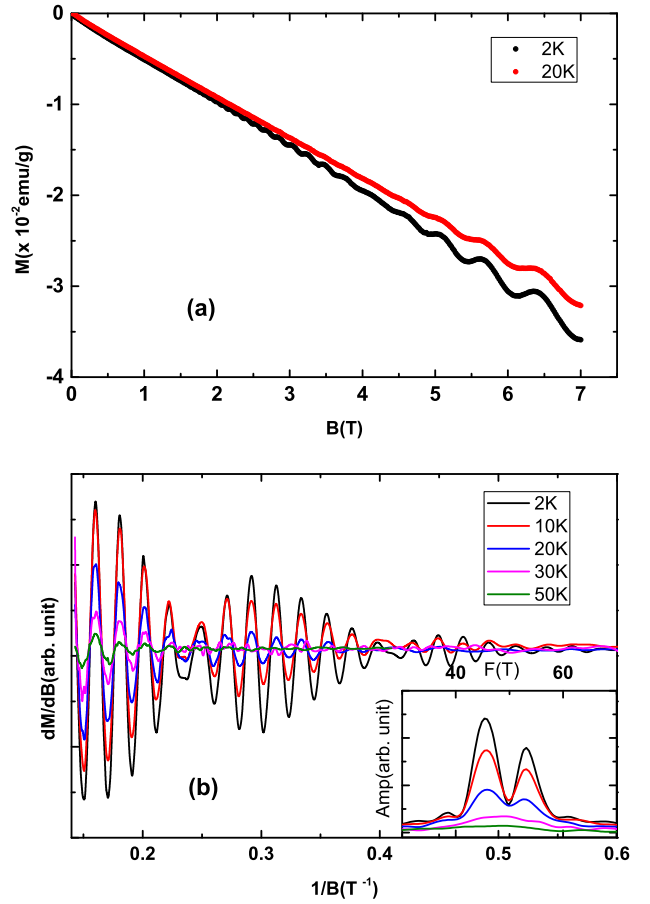 0
-1
-2
-3
-4
M(x 10⁻²emu/g)
2K
20K
(a)
0 1 2 3 4 5 6 7
B(T)
dM/dB(arb. unit)
2K
10K
20K
30K
50K
(b)
40 F(T) 60
Amp(arb. unit)
0.2 0.3 0.4 0.5 0.6
1/B(T ⁻¹)